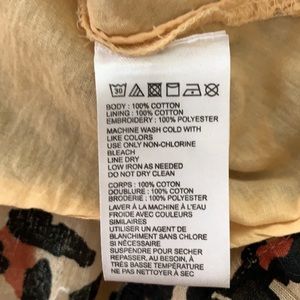 30
BODY : 100% COTTON
LINING : 100% COTTON
EMBROIDERY : 100% POLYESTER
MACHINE WASH COLD WITH
LIKE COLORS
USE ONLY NON-CHLORINE
BLEACH
LINE DRY
LOW IRON AS NEEDED
DO NOT DRY CLEAN
CORPS : 100% COTON
DOUBLURE : 100% COTON
BRODERIE : 100% POLYESTER
LAVER À LA MACHINE À L'EAU
FROIDE AVEC COULEURS
SIMILAIRES
UTILISER UN AGENT DE
BLANCHIMENT SANS CHLORE
SI NÉCESSAIRE
SUSPENDRE POUR SECHER
REPASSER, AU BESOIN, À
TRÈS BASSE TEMPÉRATURE
NE PAS NETTOYER À SEC